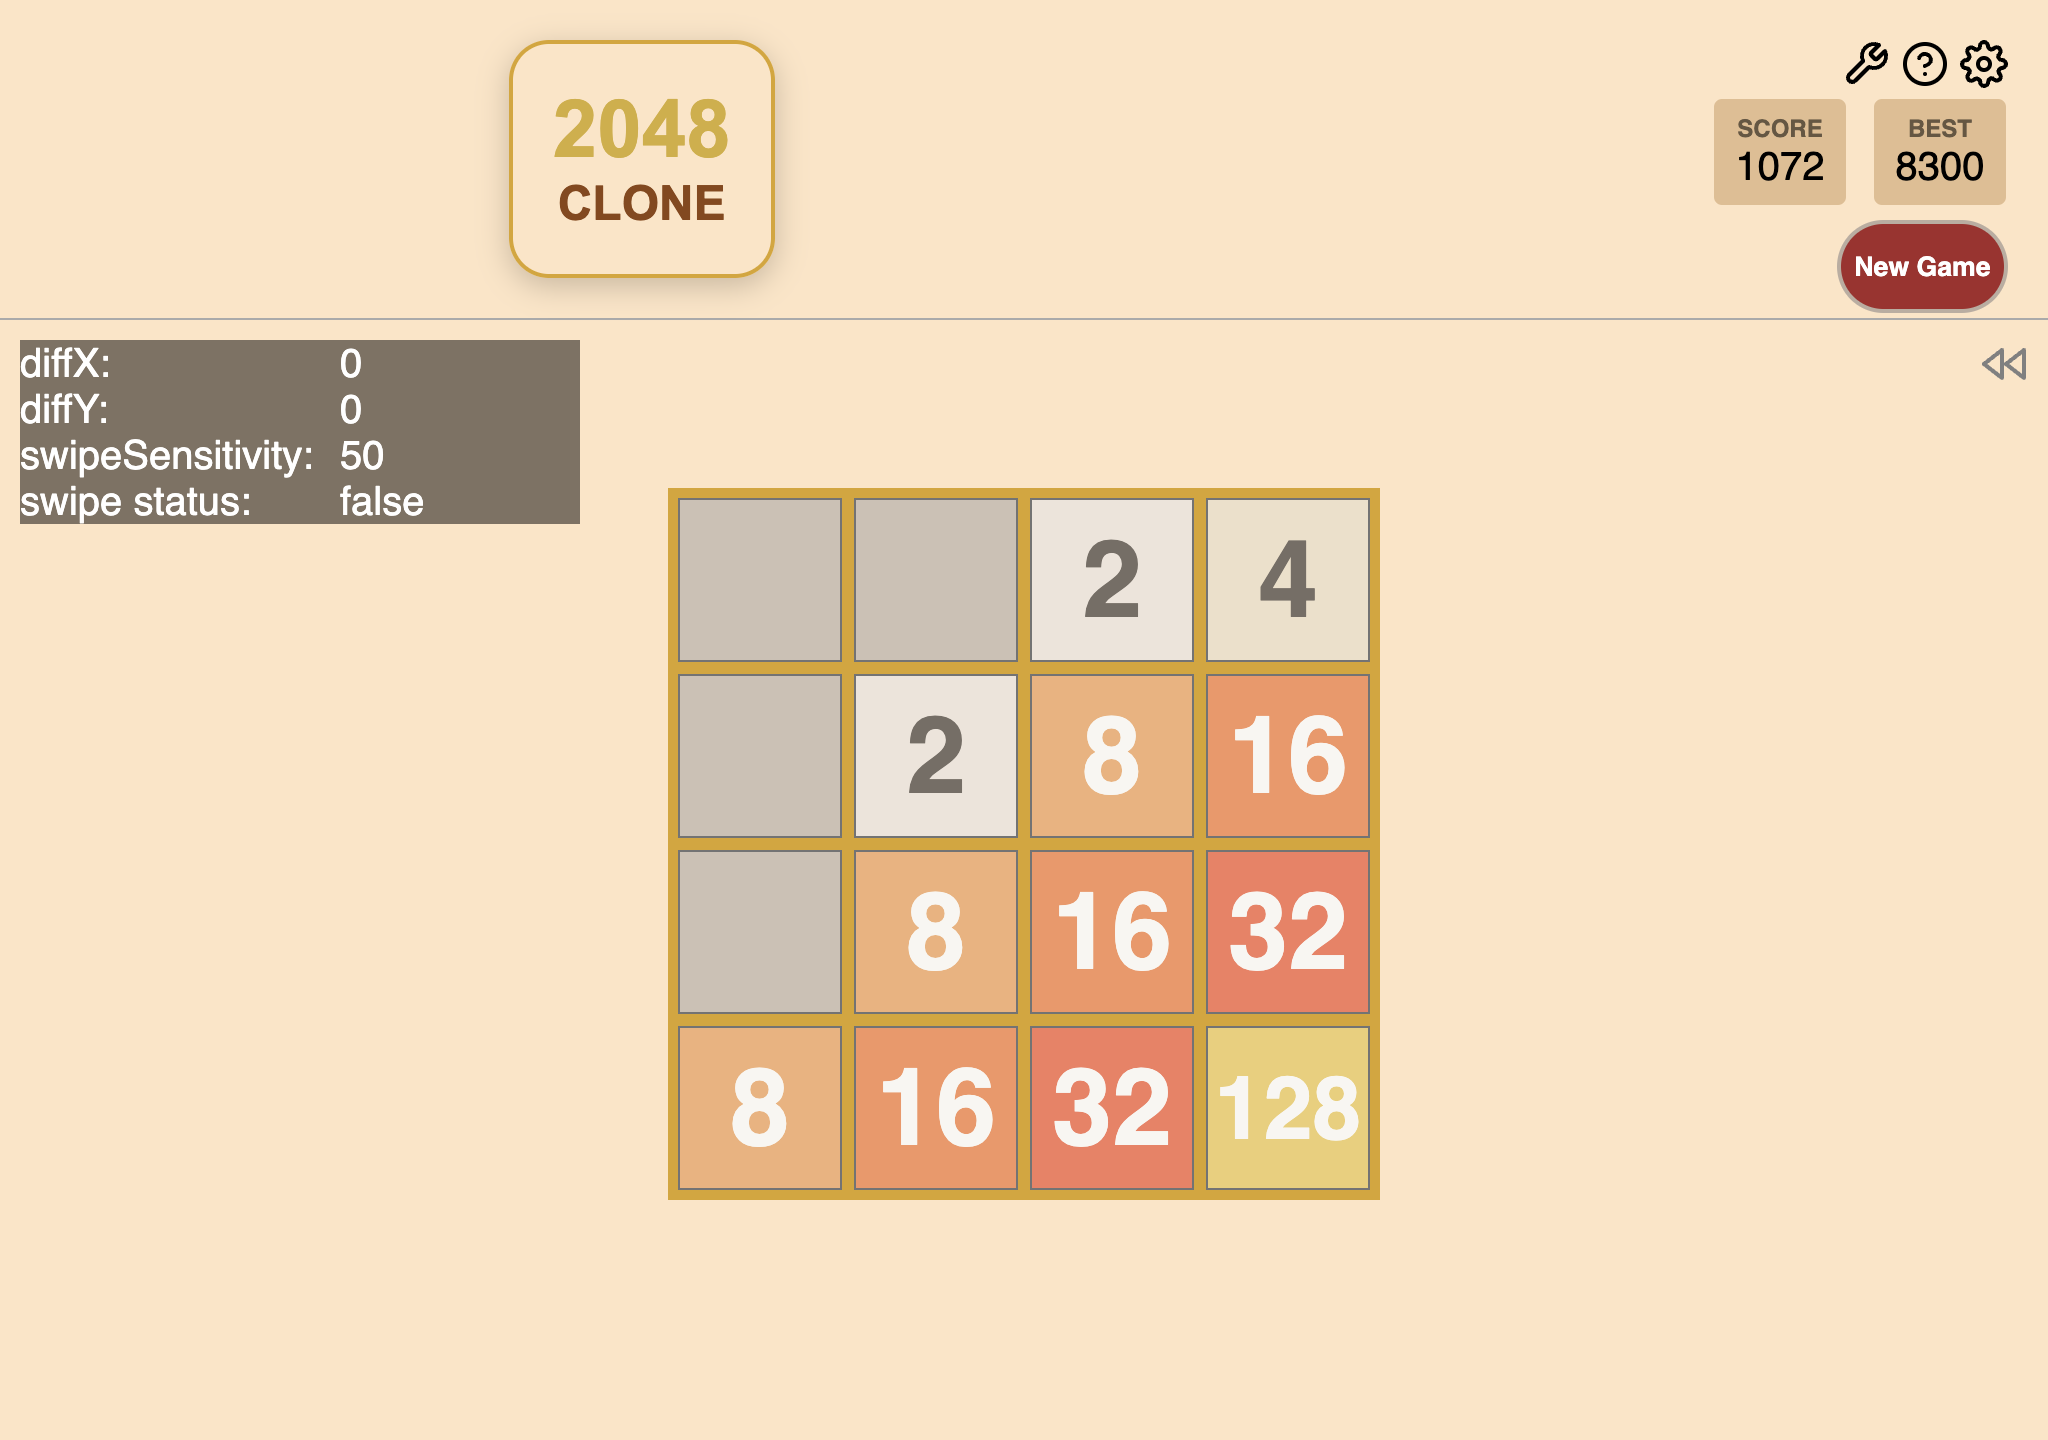 2048
CLONE
SCORE
1072
BEST
8300
New Game
diffX: 0
diffY: 0
swipeSensitivity: 50
swipe status: false
2 4
2 8 16
8 16 32
8 16 32 128